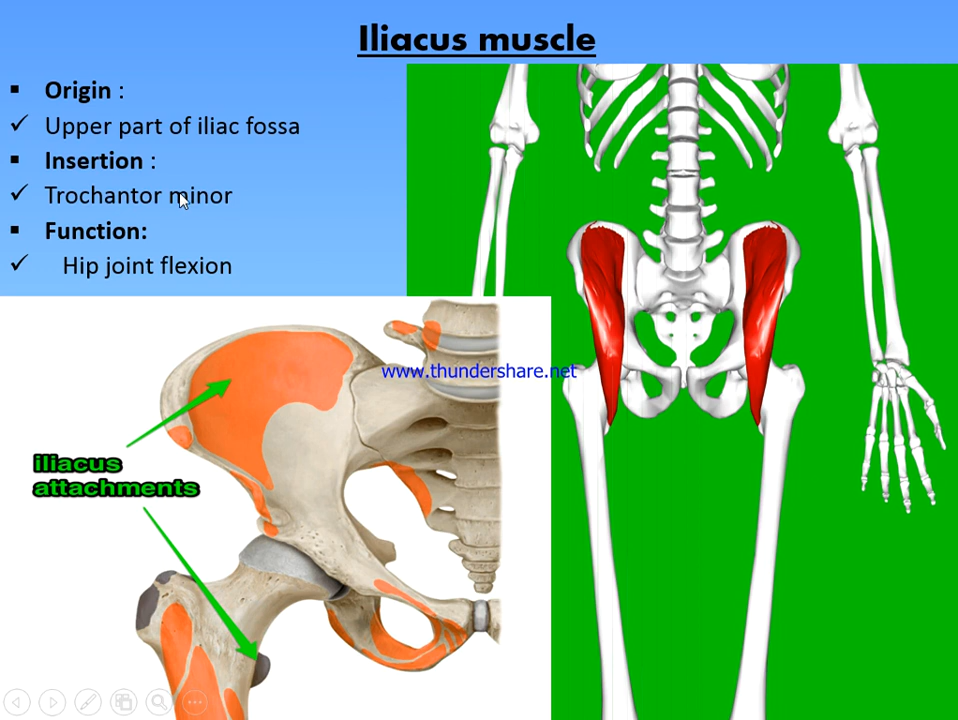 Iliacus muscle
Origin :
Upper part of iliac fossa
Insertion :
Trochantor minor
Function:
Hip joint flexion
www.thundershare.net
iliacus
attachments